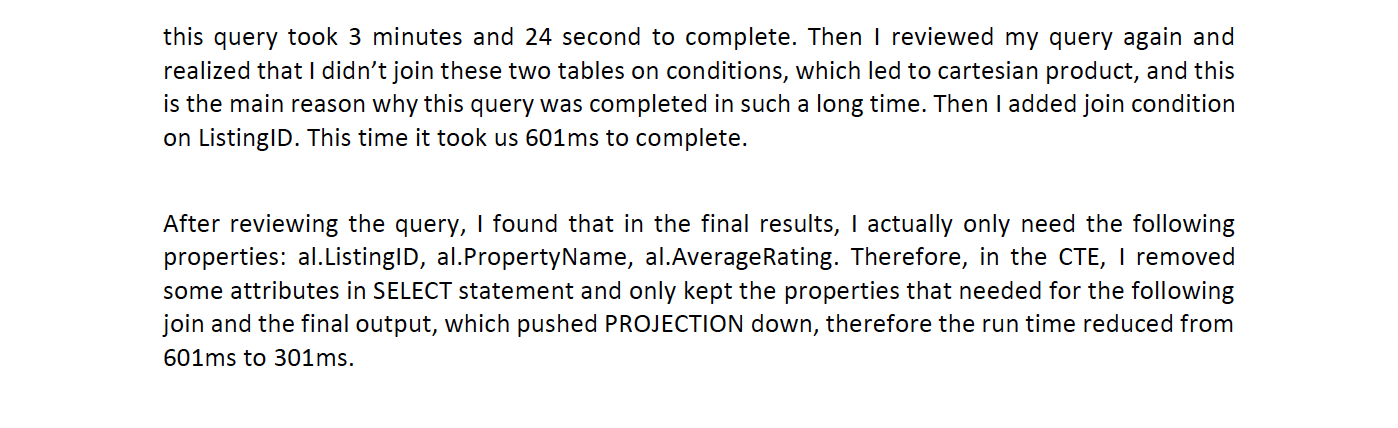 this query took 3 minutes and 24 second to complete. Then I reviewed my query again and
realized that I didn’t join these two tables on conditions, which led to cartesian product, and this
is the main reason why this query was completed in such a long time. Then I added join condition
on ListingID. This time it took us 601ms to complete.
After reviewing the query, I found that in the final results, I actually only need the following
properties: al.ListingID, al.PropertyName, al.AverageRating. Therefore, in the CTE, I removed
some attributes in SELECT statement and only kept the properties that needed for the following
join and the final output, which pushed PROJECTION down, therefore the run time reduced from
601ms to 301ms.